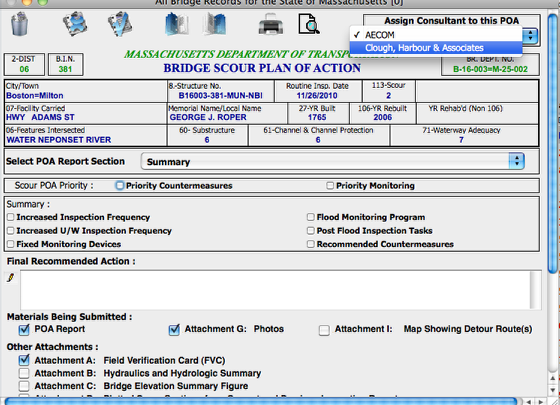 All Bridge Records for the State of Massachusetts [0]
Assign Consultant to this POA
✓ AECOM
Clough, Harbour & Associates
2-DIST
06
B.I.N.
381
MASSACHUSETTS DEPARTMENT OF TRANSP
BRIDGE SCOUR PLAN OF ACTION
BR. DEPT. NO.
B-16-003=M-25-002
City/Town
Boston=Milton
8.-Structure No.
B16003-381-MUN-NBI
Routine Insp. Date
11/26/2010
113-Scour
2
07-Facility Carried
HWY ADAMS ST
Memorial Name/Local Name
GEORGE J. ROPER
27-YR Built
1765
106-YR Rebuilt
2006
YR Rehab'd (Non 106)
06-Features Intersected
WATER NEPONSET RIVER
60- Substructure
6
61-Channel & Channel Protection
6
71-Waterway Adequacy
7
Select POA Report Section Summary
Scour POA Priority : Priority Countermeasures Priority Monitoring
Summary :
Increased Inspection Frequency Flood Monitoring Program
Increased U/W Inspection Frequency Post Flood Inspection Tasks
Fixed Monitoring Devices Recommended Countermeasures
Final Recommended Action :
Materials Being Submitted :
POA Report Attachment G: Photos Attachment I: Map Showing Detour Route(s)
Other Attachments :
Attachment A: Field Verification Card (FVC)
Attachment B: Hydraulics and Hydrologic Summary
Attachment C: Bridge Elevation Summary Figure